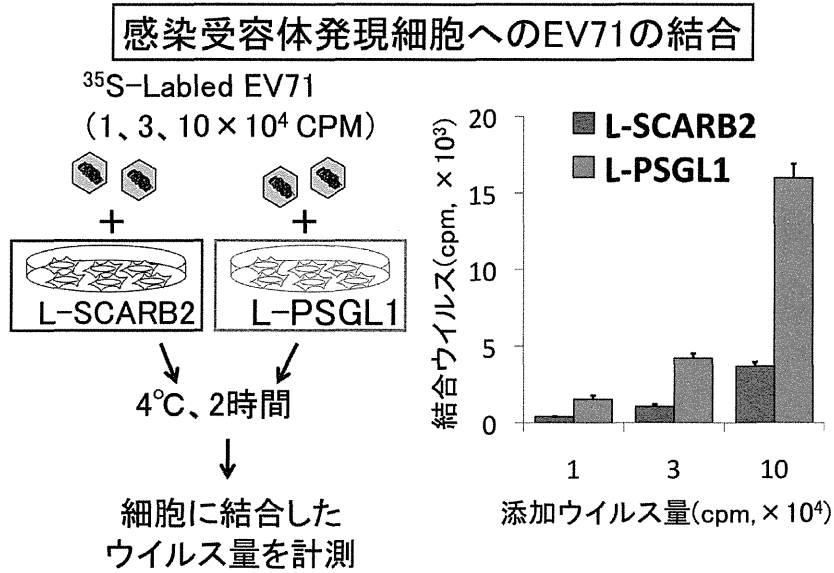 感染受容体発現細胞へのEV71の結合
35S-Labled EV71
（1、3、10×104 CPM）
+
+
L-SCARB2
L-PSGL1
4℃、2時間
細胞に結合した
ウイルス量を計測
L-SCARB2
L-PSGL1
結合ウイルス(cpm, ×103)
20
15
10
5
0
1
3
10
添加ウイルス量(cpm,×104)